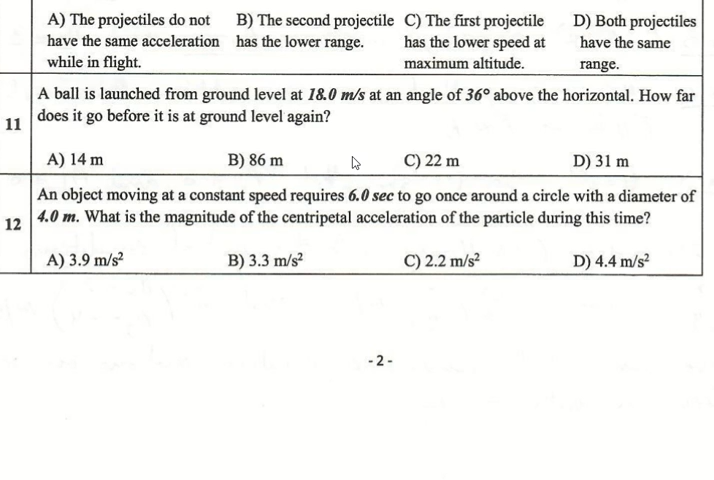 A) The projectiles do not have the same acceleration while in flight.
B) The second projectile has the lower range.
C) The first projectile has the lower speed at maximum altitude.
D) Both projectiles have the same range.
11
A ball is launched from ground level at 18.0 m/s at an angle of 36° above the horizontal. How far
does it go before it is at ground level again?
A) 14 m B) 86 m C) 22 m D) 31 m
12
An object moving at a constant speed requires 6.0 sec to go once around a circle with a diameter of
4.0 m. What is the magnitude of the centripetal acceleration of the particle during this time?
A) 3.9 m/s² B) 3.3 m/s² C) 2.2 m/s² D) 4.4 m/s²
- 2 -